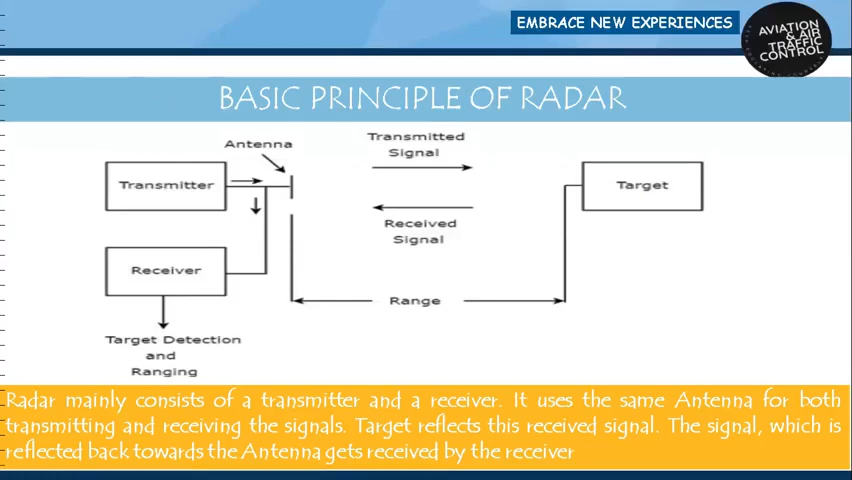 EMBRACE NEW EXPERIENCES
AVIATION
& AIR
TRAFFIC
CONTROL
BASIC PRINCIPLE OF RADAR
Antenna
Transmitted
Signal
Transmitter
Target
Received
Signal
Receiver
Range
Target Detection
and
Ranging
Radar mainly consists of a transmitter and a receiver. It uses the same Antenna for both
transmitting and receiving the signals. Target reflects this received signal. The signal, which is
reflected back towards the Antenna gets received by the receiver